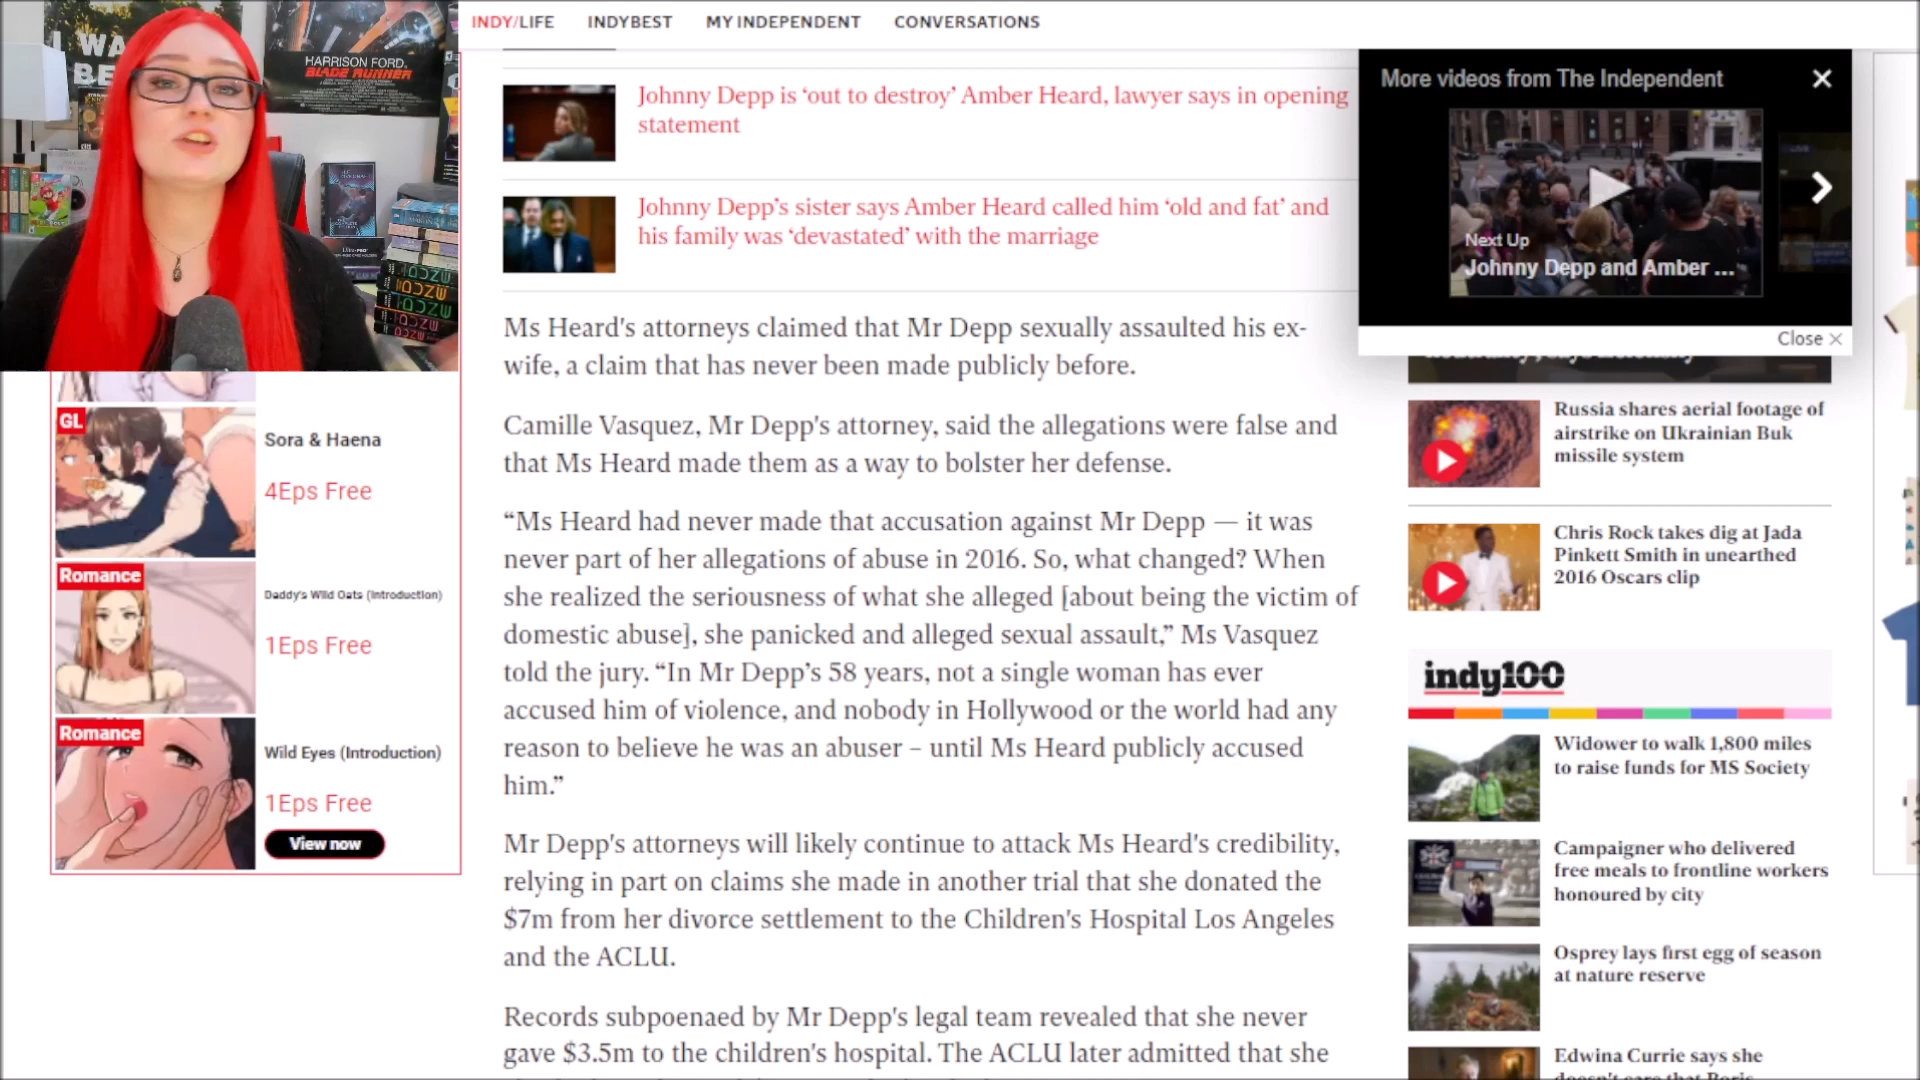 INDY/LIFE INDYBEST MY INDEPENDENT CONVERSATIONS
I WA
BE
HARRISON FORD.
BLADE RUNNER
Johnny Depp is ‘out to destroy’ Amber Heard, lawyer says in opening
statement
Johnny Depp’s sister says Amber Heard called him ‘old and fat’ and
his family was ‘devastated’ with the marriage
Ms Heard's attorneys claimed that Mr Depp sexually assaulted his ex-
wife, a claim that has never been made publicly before.
Camille Vasquez, Mr Depp's attorney, said the allegations were false and
that Ms Heard made them as a way to bolster her defense.
“Ms Heard had never made that accusation against Mr Depp — it was
never part of her allegations of abuse in 2016. So, what changed? When
she realized the seriousness of what she alleged [about being the victim of
domestic abuse], she panicked and alleged sexual assault,” Ms Vasquez
told the jury. “In Mr Depp’s 58 years, not a single woman has ever
accused him of violence, and nobody in Hollywood or the world had any
reason to believe he was an abuser – until Ms Heard publicly accused
him.”
Mr Depp's attorneys will likely continue to attack Ms Heard's credibility,
relying in part on claims she made in another trial that she donated the
$7m from her divorce settlement to the Children's Hospital Los Angeles
and the ACLU.
Records subpoenaed by Mr Depp's legal team revealed that she never
gave $3.5m to the children's hospital. The ACLU later admitted that she
GL
Sora & Haena
4Eps Free
Romance
Daddy's Wild Oats (Introduction)
1Eps Free
Romance
Wild Eyes (Introduction)
1Eps Free
View now
More videos from The Independent
Next Up
Johnny Depp and Amber ...
Close
Russia shares aerial footage of
airstrike on Ukrainian Buk
missile system
Chris Rock takes dig at Jada
Pinkett Smith in unearthed
2016 Oscars clip
indy100
Widower to walk 1,800 miles
to raise funds for MS Society
Campaigner who delivered
free meals to frontline workers
honoured by city
Osprey lays first egg of season
at nature reserve
Edwina Currie says she